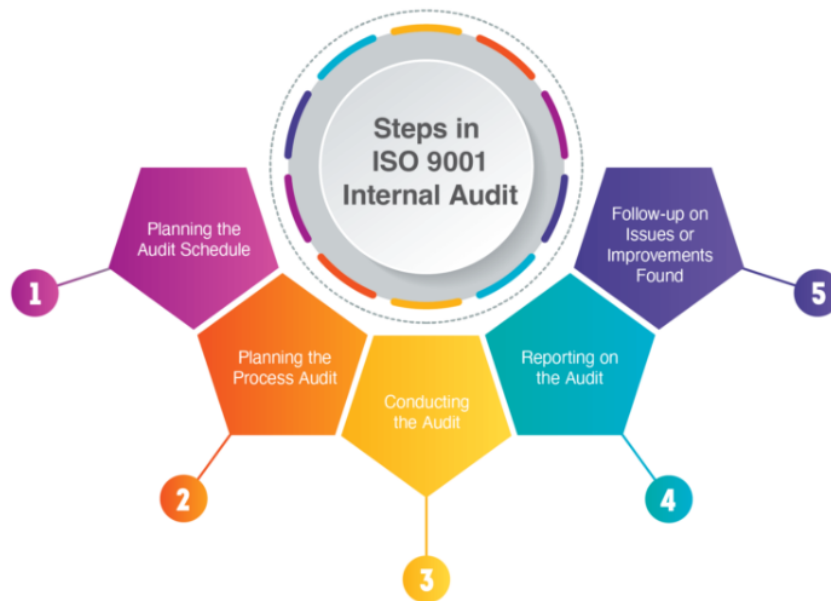 Steps in
ISO 9001
Internal Audit
Planning the
Audit Schedule
1
Planning the
Process Audit
2
Conducting
the Audit
3
Reporting on
the Audit
4
Follow-up on
Issues or
Improvements
Found
5